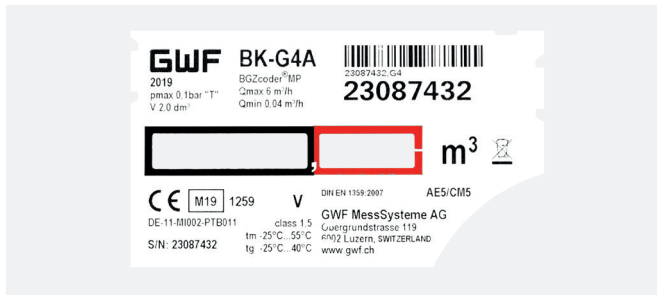 GWF BK-G4A
2019
pmax 0,1bar "T"
V 2.0 dm³
BGZcoder®MP
Qmax 6 m³/h
Qmin 0,04 m³/h
23087432,G4
23087432
, m³
CE M19 1259 V
DE-11-MI002-PTB011
S/N: 23087432
class 1,5
tm -25°C...55°C
tg -25°C...40°C
DIN EN 1359:2007 AE5/CM5
GWF MessSysteme AG
Obergrundstrasse 119
6002 Luzern, SWITZERLAND
www.gwf.ch